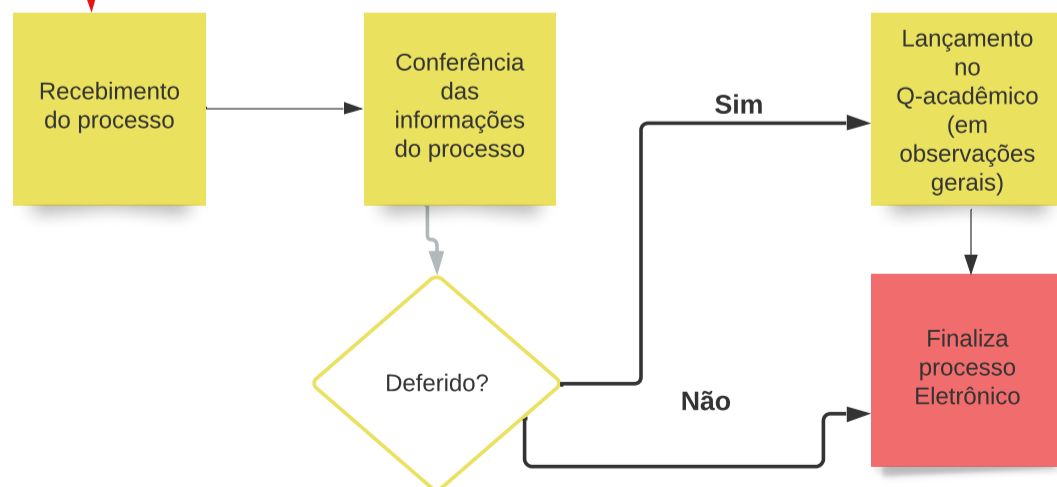 Recebimento
do processo
Conferência
das
informações
do processo
Sim
Lançamento
no
Q-acadêmico
(em
observações
gerais)
Deferido?
Não
Finaliza
processo
Eletrônico